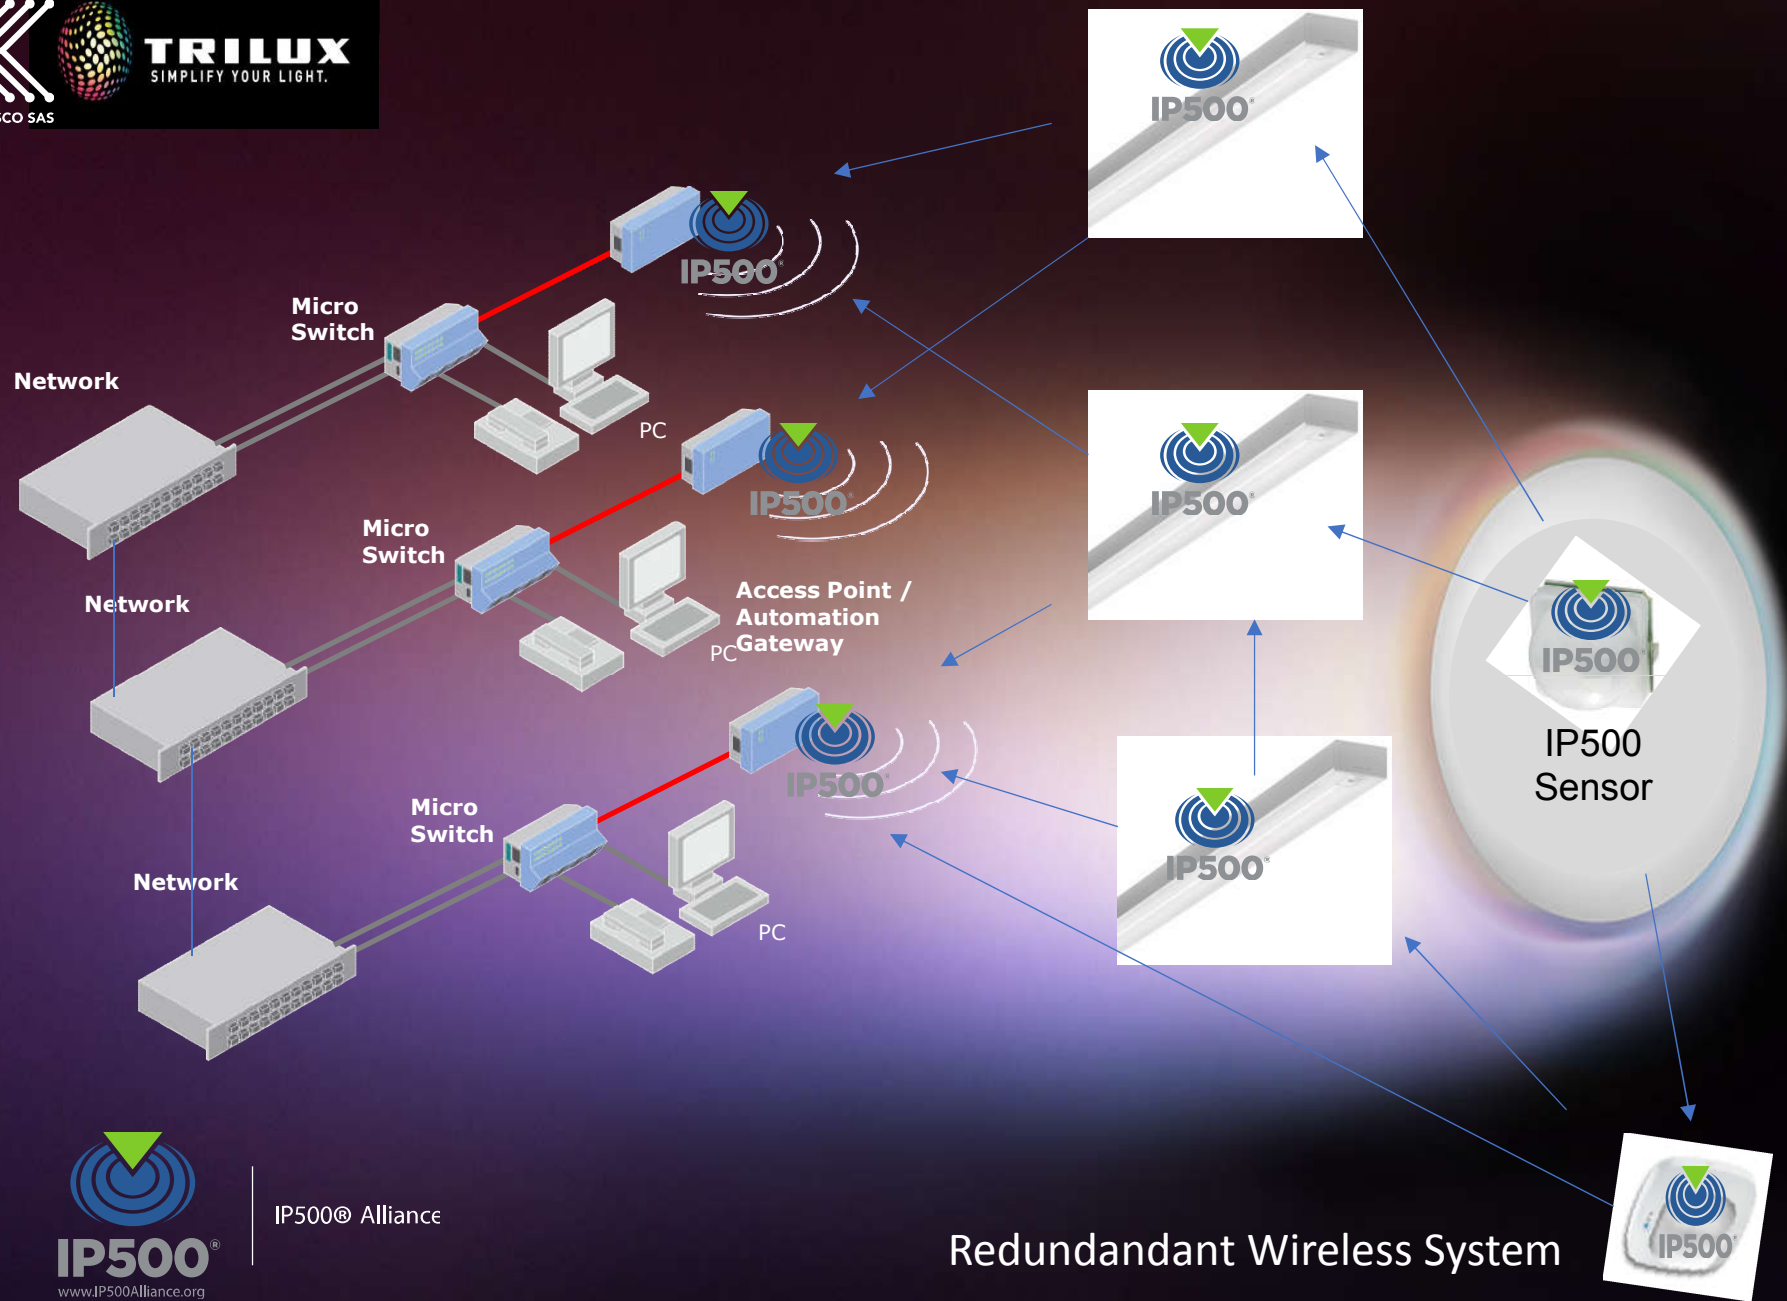 TRILUX
SIMPLIFY YOUR LIGHT.
SCO SAS
IP500®
IP500®
Micro
Switch
Network
PC
IP500®
IP500®
Micro
Switch
Network
Access Point /
Automation
Gateway
PC
IP500®
IP500
Sensor
IP500®
IP500®
Micro
Switch
Network
PC
IP500®
www.IP500Alliance.org
IP500® Alliance
Redundandant Wireless System
IP500®